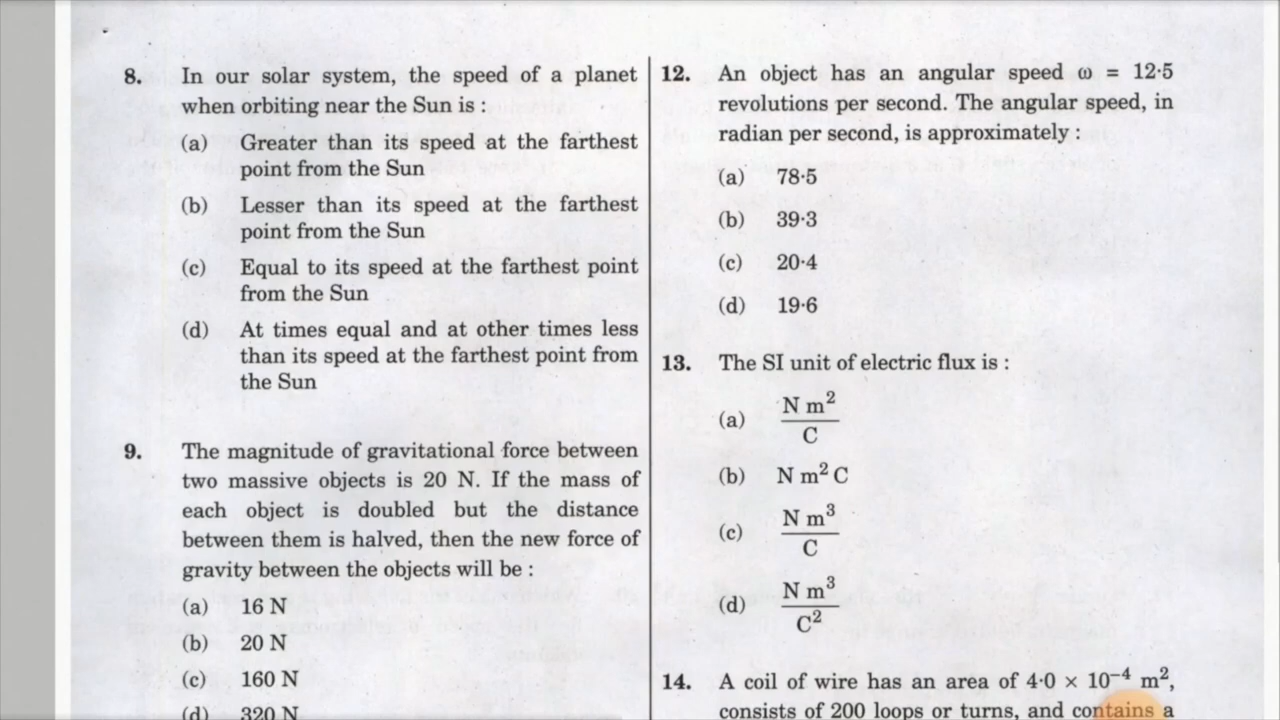 8. In our solar system, the speed of a planet
when orbiting near the Sun is :
(a) Greater than its speed at the farthest
point from the Sun
(b) Lesser than its speed at the farthest
point from the Sun
(c) Equal to its speed at the farthest point
from the Sun
(d) At times equal and at other times less
than its speed at the farthest point from
the Sun
9. The magnitude of gravitational force between
two massive objects is 20 N. If the mass of
each object is doubled but the distance
between them is halved, then the new force of
gravity between the objects will be :
(a) 16 N
(b) 20 N
(c) 160 N
(d) 320 N
12. An object has an angular speed ω = 12·5
revolutions per second. The angular speed, in
radian per second, is approximately :
(a) 78·5
(b) 39·3
(c) 20·4
(d) 19·6
13. The SI unit of electric flux is :
(a) N m² / C
(b) N m² C
(c) N m³ / C
(d) N m³ / C²
14. A coil of wire has an area of 4·0 × 10⁻⁴ m²,
consists of 200 loops or turns, and contains a